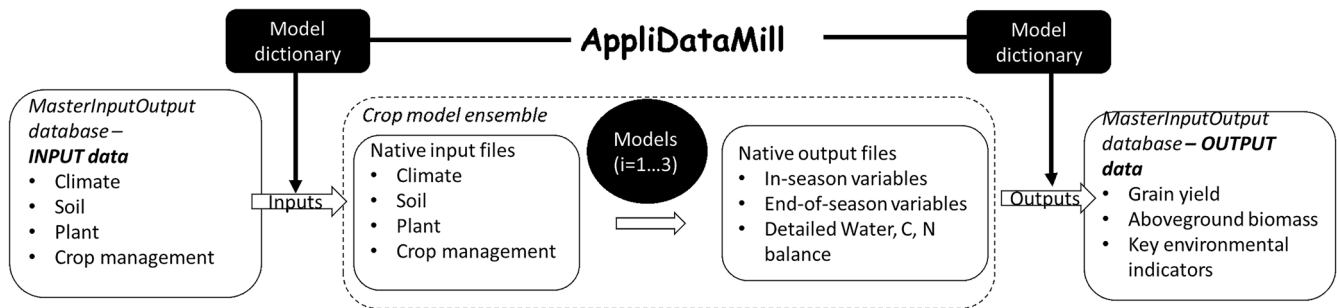 Model
dictionary
AppliDataMill
Model
dictionary
MasterInputOutput
database –
INPUT data
• Climate
• Soil
• Plant
• Crop management
Inputs
Crop model ensemble
Native input files
• Climate
• Soil
• Plant
• Crop management
Models
(i=1...3)
Native output files
• In-season variables
• End-of-season variables
• Detailed Water, C, N
balance
Outputs
MasterInputOutput
database – OUTPUT
data
• Grain yield
• Aboveground biomass
• Key environmental
indicators